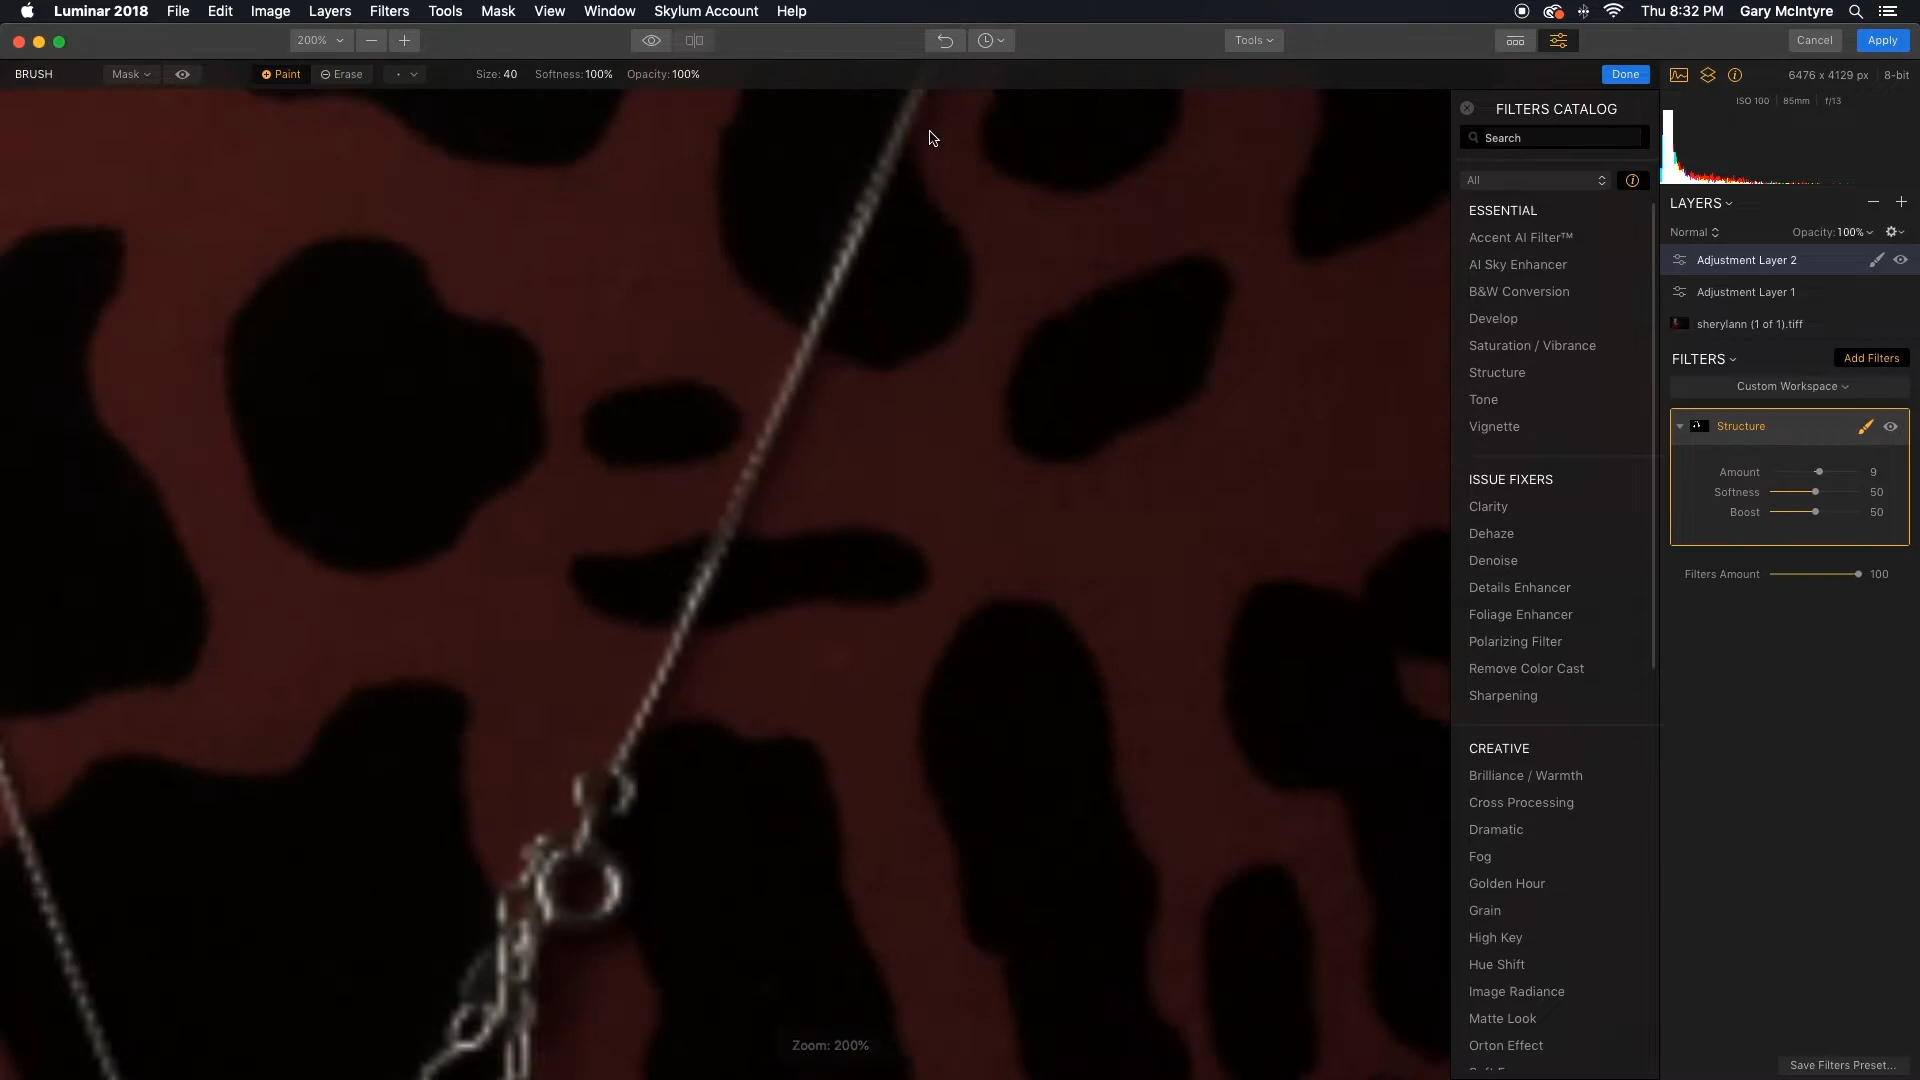 Luminar 2018 File Edit Image Layers Filters Tools Mask View Window Skylum Account Help Thu 8:32 PM Gary McIntyre
200% Tools Cancel Apply
BRUSH Mask Paint Erase Size: 40 Softness: 100% Opacity: 100% Done 6476 x 4129 px 8-bit
ISO 100 85mm f/13
FILTERS CATALOG
Search
All
ESSENTIAL
Accent AI Filter™
AI Sky Enhancer
B&W Conversion
Develop
Saturation / Vibrance
Structure
Tone
Vignette
ISSUE FIXERS
Clarity
Dehaze
Denoise
Details Enhancer
Foliage Enhancer
Polarizing Filter
Remove Color Cast
Sharpening
CREATIVE
Brilliance / Warmth
Cross Processing
Dramatic
Fog
Golden Hour
Grain
High Key
Hue Shift
Image Radiance
Matte Look
Orton Effect
LAYERS
Normal Opacity: 100%
Adjustment Layer 2
Adjustment Layer 1
sherylann (1 of 1).tiff
FILTERS Add Filters
Custom Workspace
Structure
Amount 9
Softness 50
Boost 50
Filters Amount 100
Save Filters Preset...
Zoom: 200%